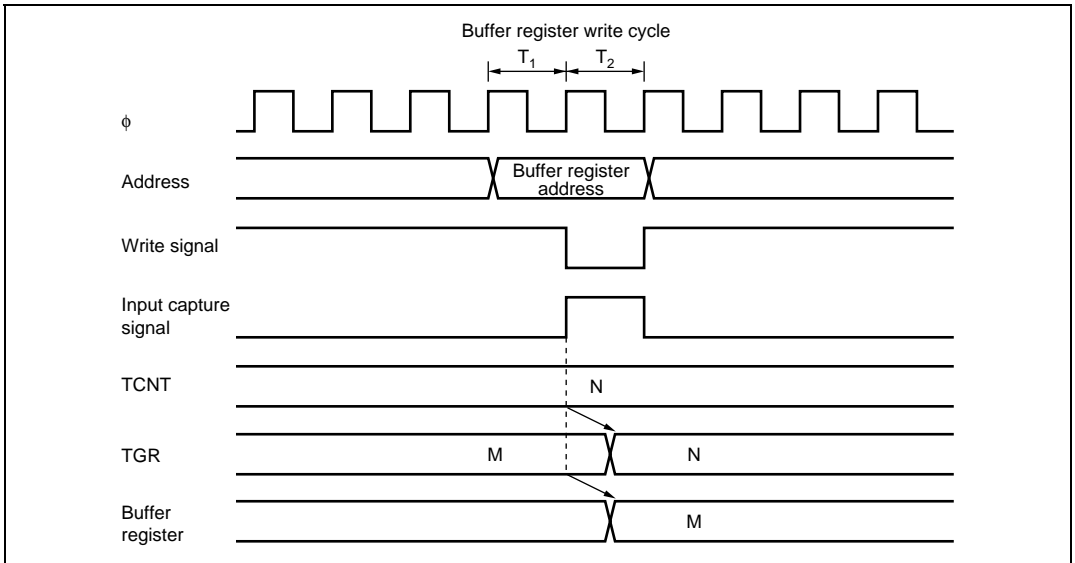 Buffer register write cycle
T₁ T₂
φ
Address
Buffer register
address
Write signal
Input capture
signal
TCNT
N
TGR
M N
Buffer
register
M